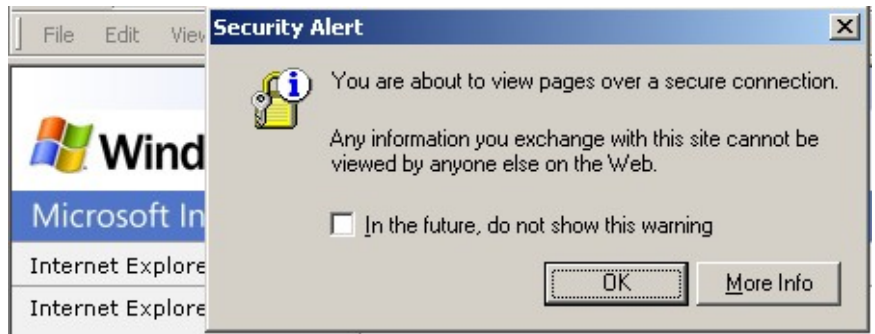 File Edit View
Security Alert
You are about to view pages over a secure connection.
Any information you exchange with this site cannot be
viewed by anyone else on the Web.
In the future, do not show this warning
OK More Info
Wind
Microsoft In
Internet Explore
Internet Explore